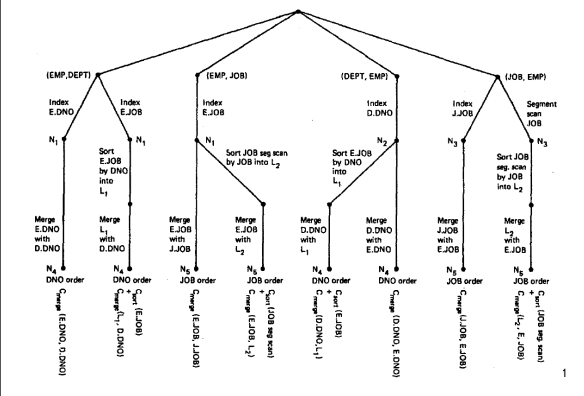 (EMP,DEPT)
(EMP, JOB)
(DEPT, EMP)
(JOB, EMP)
Index
E.DNO
Index
E.JOB
Index
E.JOB
Index
D.DNO
Index
J.JOB
Segment
scan
JOB
N1
N1
N1
N2
N3
N3
Sort
E.JOB
by DNO
into
L1
Sort JOB seg scan
by JOB into L2
Sort E.JOB
by DNO
into
L1
Sort JOB
seg. scan
by JOB
into
L2
Merge
E.DNO
with
D.DNO
Merge
L1
with
D.DNO
Merge
E.JOB
with
J.JOB
Merge
E.JOB
with
L2
Merge
D.DNO
with
L1
Merge
D.DNO
with
E.DNO
Merge
J.JOB
with
E.JOB
Merge
L2
with
E.JOB
N4
DNO order
N4
DNO order
N5
JOB order
N5
JOB order
N4
DNO order
N4
DNO order
N5
JOB order
N5
JOB order
Cmerge (E.DNO, D.DNO)
Csort (E.JOB)
+
Cmerge (L1, D.DNO)
Cmerge (E.JOB, J.JOB)
Csort (JOB seg scan)
+
Cmerge (E.JOB, L2)
Csort (E.JOB)
+
Cmerge (D.DNO, L1)
Cmerge (D.DNO, E.DNO)
Cmerge (J.JOB, E.JOB)
Csort (JOB seg. scan)
+
Cmerge (L2, E.JOB)
1